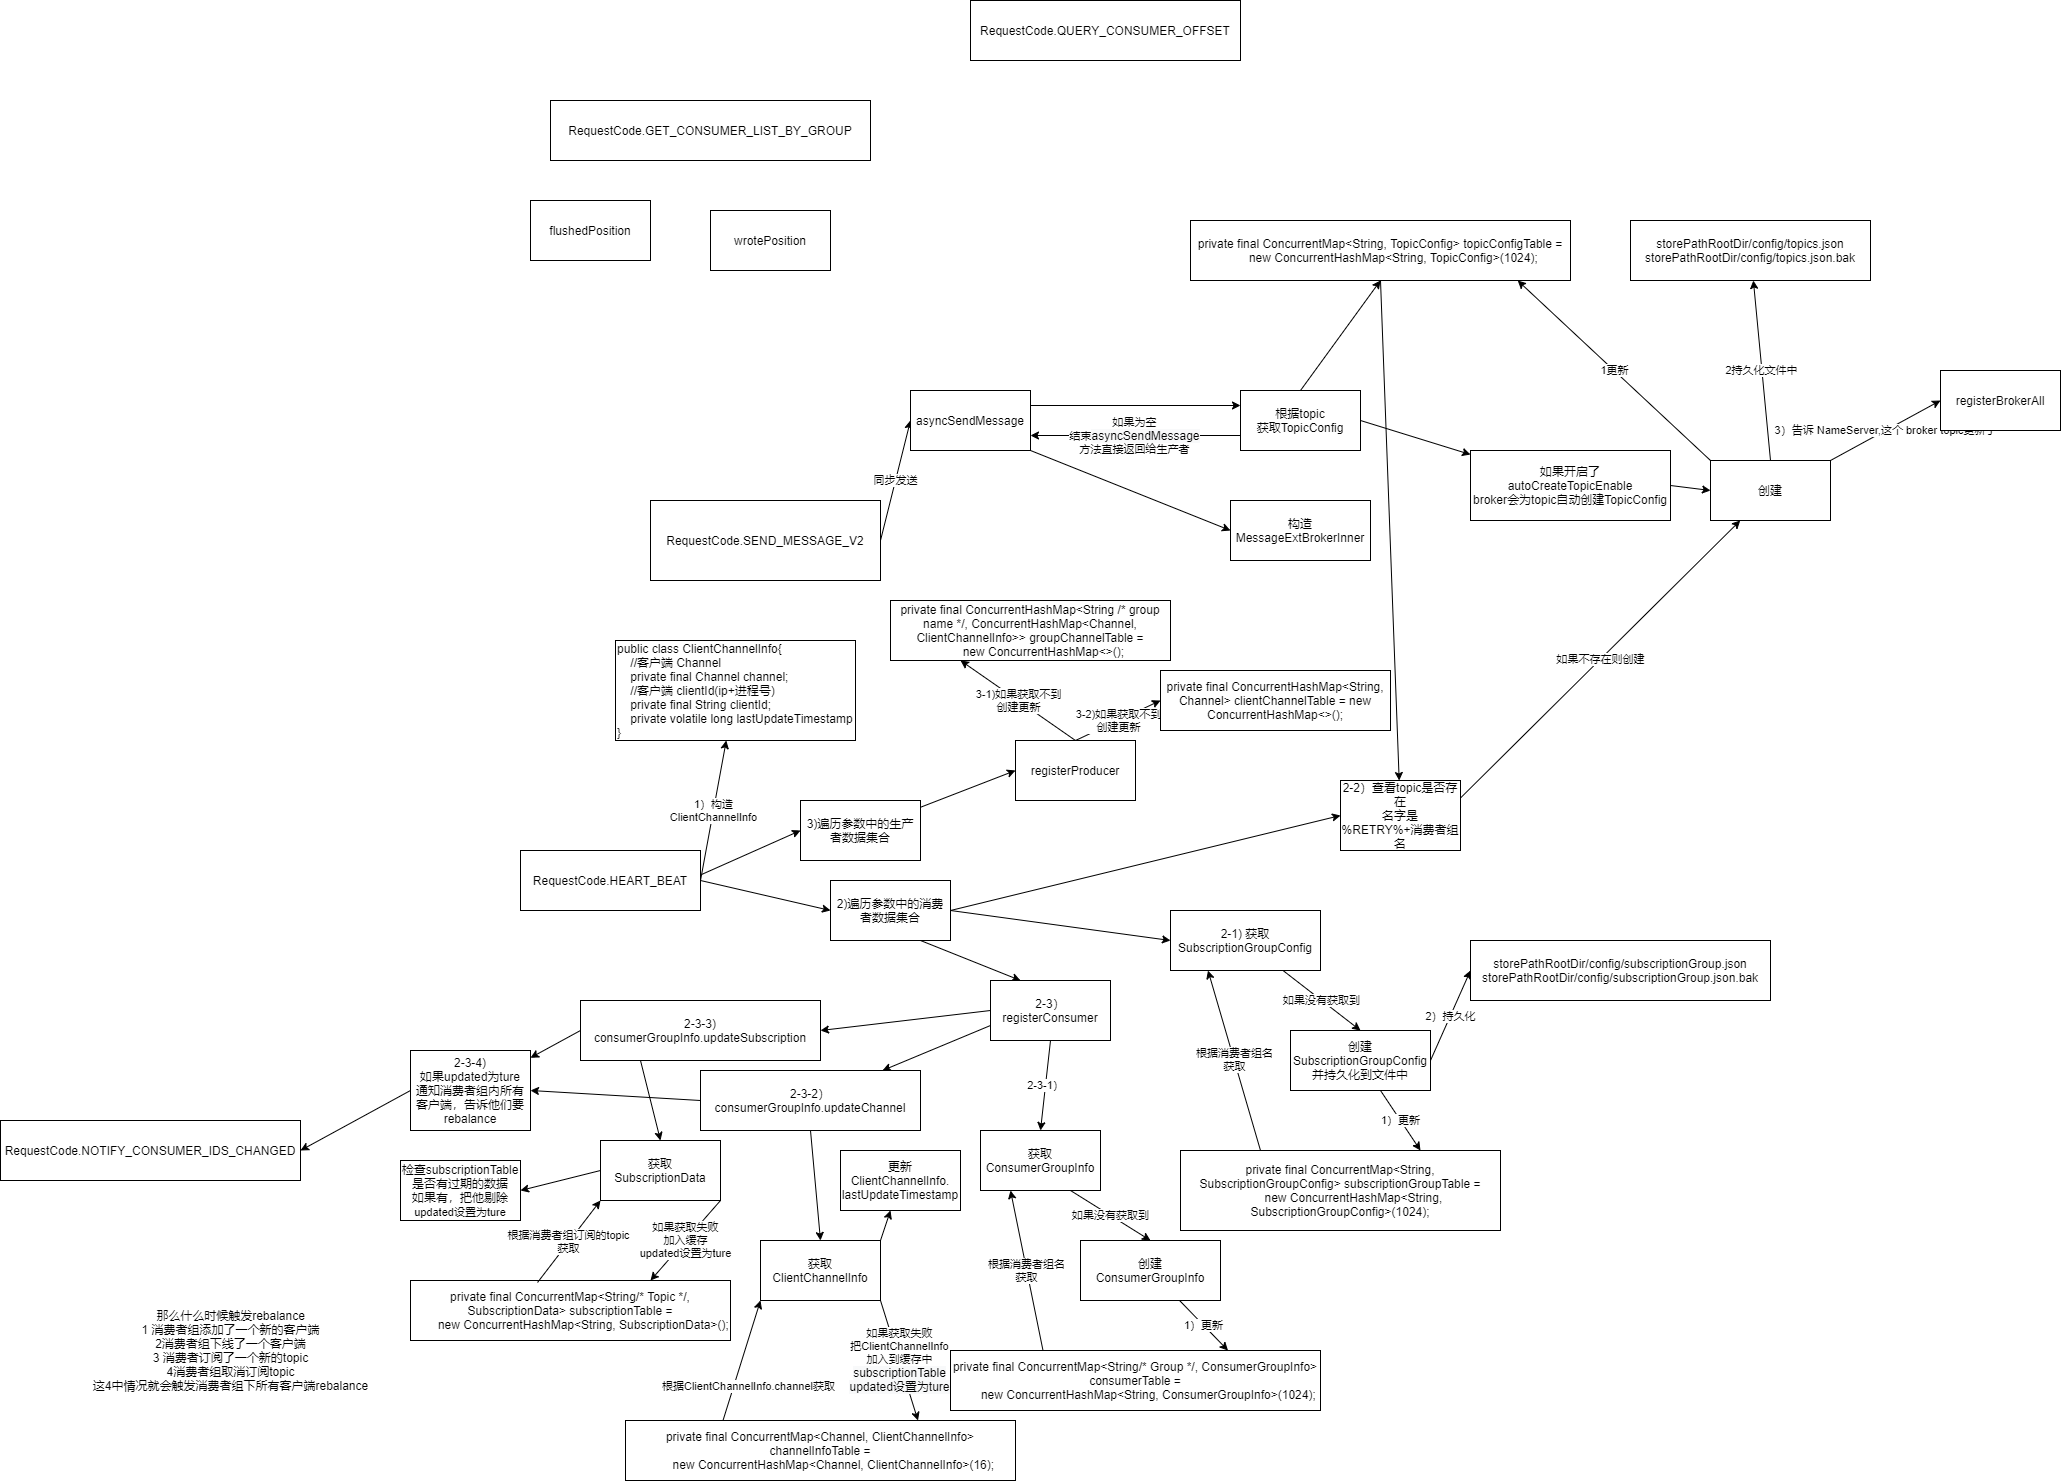 RequestCode.QUERY_CONSUMER_OFFSET
RequestCode.GET_CONSUMER_LIST_BY_GROUP
flushedPosition
wrotePosition
private final ConcurrentMap<String, TopicConfig> topicConfigTable =
new ConcurrentHashMap<String, TopicConfig>(1024);
storePathRootDir/config/topics.json
storePathRootDir/config/topics.json.bak
1更新
2持久化文件中
registerBrokerAll
3）告诉 NameServer,这个 broker topic更新了
asyncSendMessage
如果为空
结束asyncSendMessage
方法直接返回给生产者
根据topic
获取TopicConfig
如果开启了
autoCreateTopicEnable
broker会为topic自动创建TopicConfig
创建
同步发送
RequestCode.SEND_MESSAGE_V2
构造
MessageExtBrokerInner
private final ConcurrentHashMap<String /* group
name */, ConcurrentHashMap<Channel,
ClientChannelInfo>> groupChannelTable =
new ConcurrentHashMap<>();
public class ClientChannelInfo{
//客户端 Channel
private final Channel channel;
//客户端 clientId(ip+进程号)
private final String clientId;
private volatile long lastUpdateTimestamp
}
如果不存在则创建
private final ConcurrentHashMap<String,
Channel> clientChannelTable = new
ConcurrentHashMap<>();
3-1)如果获取不到
创建更新
3-2)如果获取不到
创建更新
registerProducer
1）构造
ClientChannelInfo
3)遍历参数中的生产
者数据集合
2-2）查看topic是否存
在
名字是
%RETRY%+消费者组
名
RequestCode.HEART_BEAT
2)遍历参数中的消费
者数据集合
2-1) 获取
SubscriptionGroupConfig
storePathRootDir/config/subscriptionGroup.json
storePathRootDir/config/subscriptionGroup.json.bak
如果没有获取到
2）持久化
2-3）
registerConsumer
2-3-3）
consumerGroupInfo.updateSubscription
创建
SubscriptionGroupConfig
并持久化到文件中
根据消费者组名
获取
2-3-4）
如果updated为ture
通知消费者组内所有
客户端，告诉他们要
rebalance
2-3-2）
consumerGroupInfo.updateChannel
2-3-1）
1）更新
RequestCode.NOTIFY_CONSUMER_IDS_CHANGED
检查subscriptionTable
是否有过期的数据
如果有，把他剔除
updated设置为ture
获取
SubscriptionData
更新
ClientChannelInfo.
lastUpdateTimestamp
获取
ConsumerGroupInfo
private final ConcurrentMap<String,
SubscriptionGroupConfig> subscriptionGroupTable =
new ConcurrentHashMap<String,
SubscriptionGroupConfig>(1024);
如果没有获取到
根据消费者组订阅的topic
获取
如果获取失败
加入缓存
updated设置为ture
获取
ClientChannelInfo
根据消费者组名
获取
创建
ConsumerGroupInfo
private final ConcurrentMap<String/* Topic */,
SubscriptionData> subscriptionTable =
new ConcurrentHashMap<String, SubscriptionData>();
那么什么时候触发rebalance
1 消费者组添加了一个新的客户端
2消费者组下线了一个客户端
3 消费者订阅了一个新的topic
4消费者组取消订阅topic
这4中情况就会触发消费者组下所有客户端rebalance
1）更新
如果获取失败
把ClientChannelInfo
加入到缓存中
subscriptionTable
updated设置为ture
根据ClientChannelInfo.channel获取
private final ConcurrentMap<String/* Group */, ConsumerGroupInfo>
consumerTable =
new ConcurrentHashMap<String, ConsumerGroupInfo>(1024);
private final ConcurrentMap<Channel, ClientChannelInfo>
channelInfoTable =
new ConcurrentHashMap<Channel, ClientChannelInfo>(16);